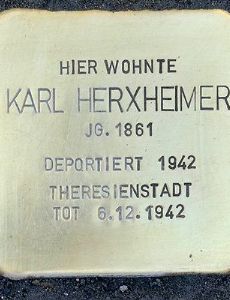 HIER WOHNTE
KARL HERXHEIMER
JG. 1861
DEPORTIERT 1942
THERESIENSTADT
TOT 6.12.1942